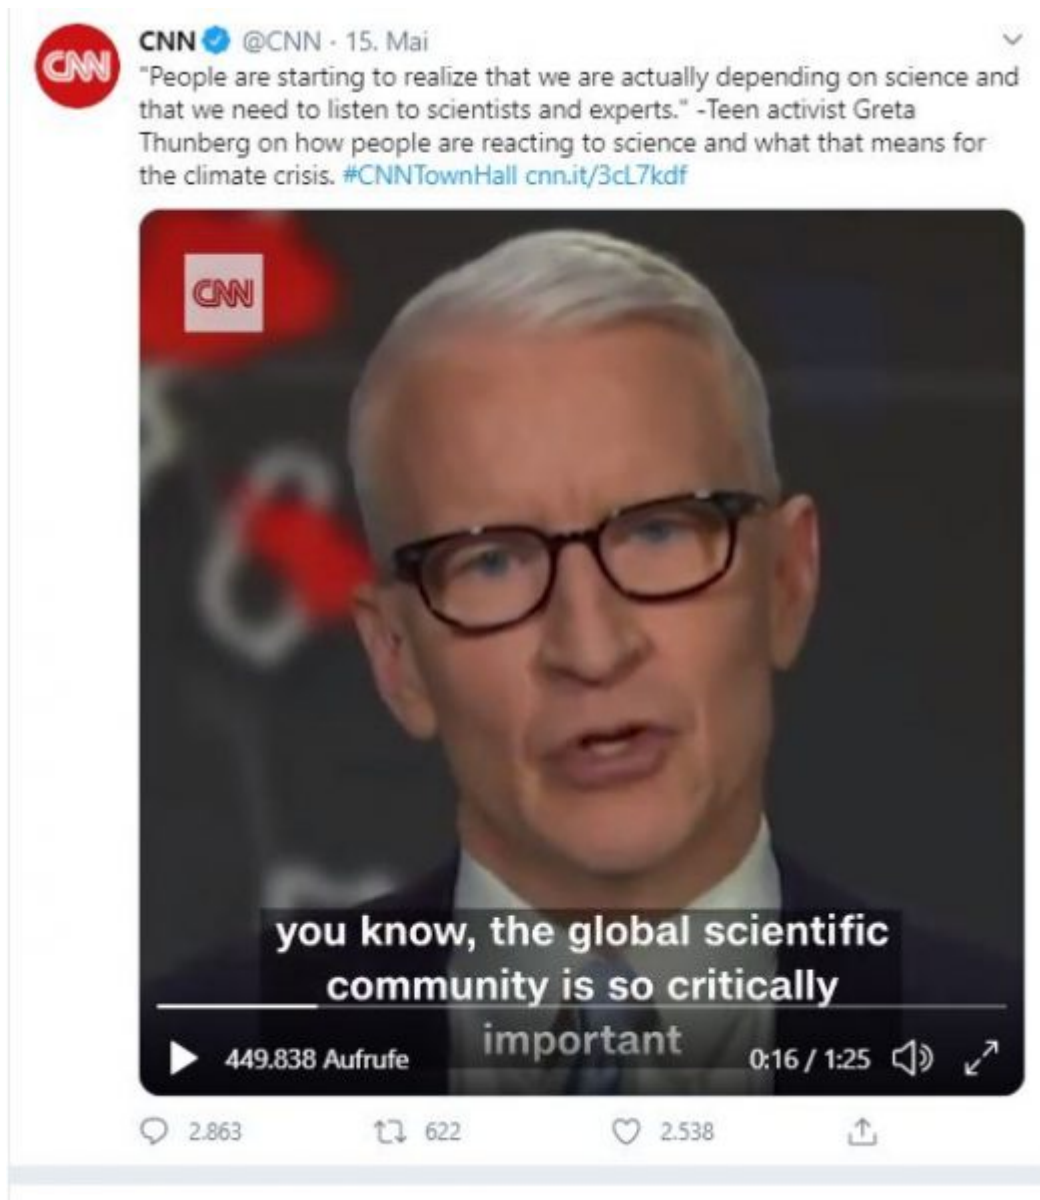 CNN @CNN · 15. Mai
CNN
"People are starting to realize that we are actually depending on science and
that we need to listen to scientists and experts." -Teen activist Greta
Thunberg on how people are reacting to science and what that means for
the climate crisis. #CNNTownHall cnn.it/3cL7kdf
CNN
you know, the global scientific
community is so critically
important
449.838 Aufrufe
0:16 / 1:25
2.863
622
2.538